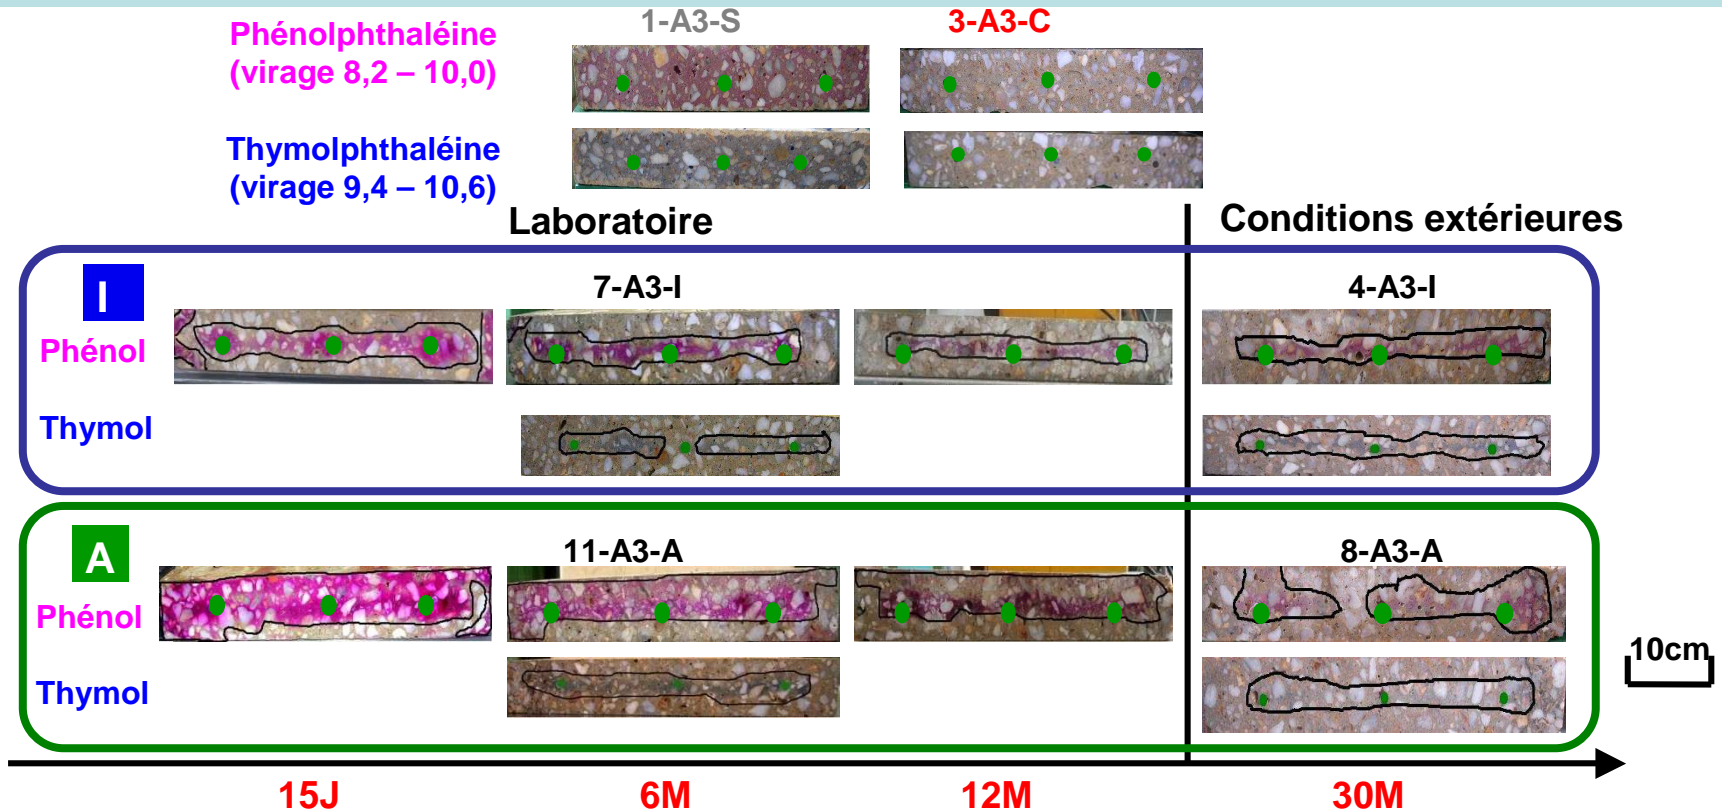 1-A3-S
3-A3-C
Phénolphthaléine
(virage 8,2 – 10,0)
Thymolphthaléine
(virage 9,4 – 10,6)
Laboratoire
Conditions extérieures
I
7-A3-I
4-A3-I
Phénol
Thymol
A
11-A3-A
8-A3-A
Phénol
Thymol
10cm
15J
6M
12M
30M